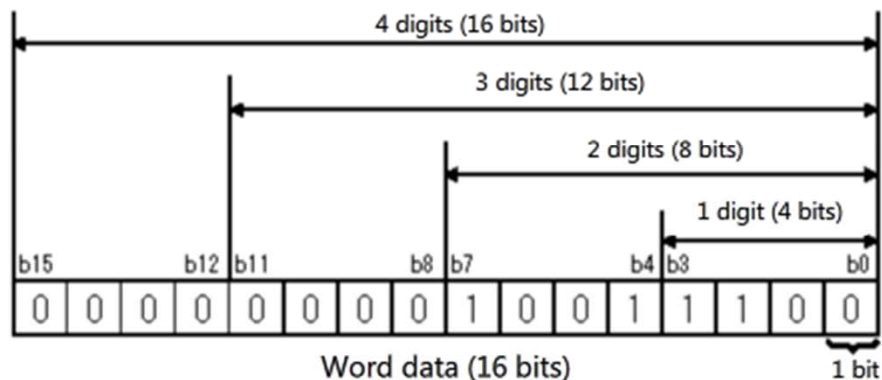 4 digits (16 bits)
3 digits (12 bits)
2 digits (8 bits)
1 digit (4 bits)
b15 b12 b11 b8 b7 b4 b3 b0
0 0 0 0 0 0 0 0 1 0 0 1 1 1 0 0
Word data (16 bits) 1 bit